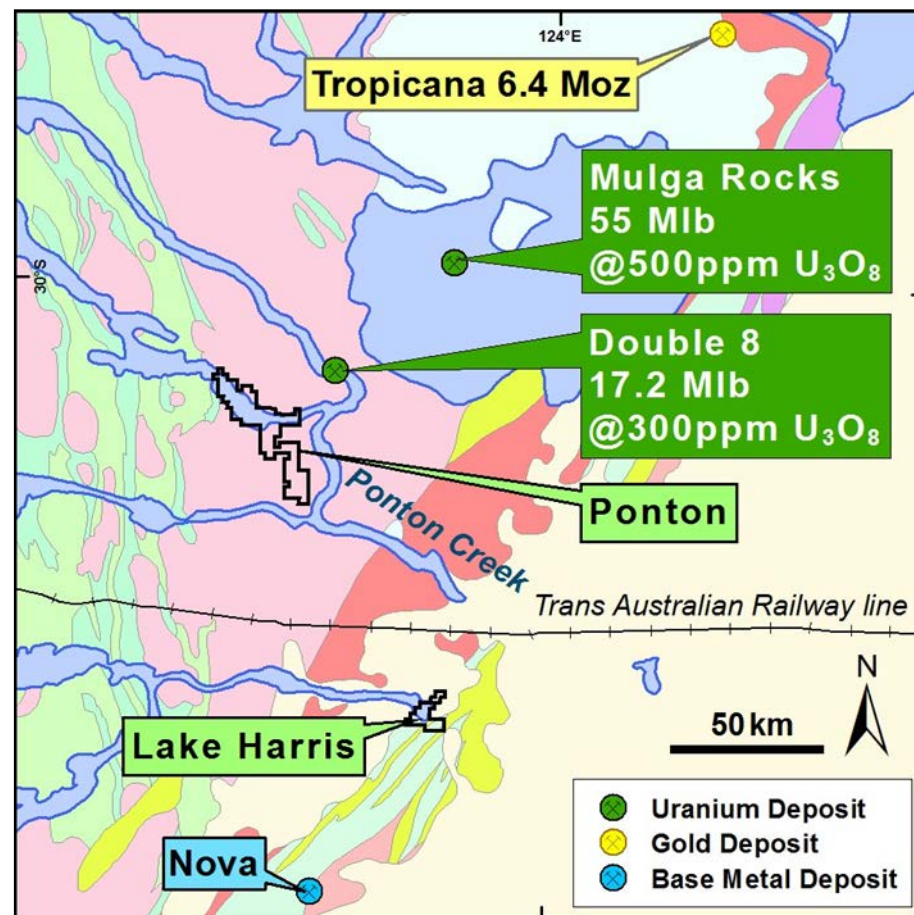 124°E
Tropicana 6.4 Moz
Mulga Rocks
55 Mlb
@500ppm U₃O₈
30°S
Double 8
17.2 Mlb
@300ppm U₃O₈
Ponton Creek
Ponton
Trans Australian Railway line
N
50 km
Lake Harris
Nova
Uranium Deposit
Gold Deposit
Base Metal Deposit